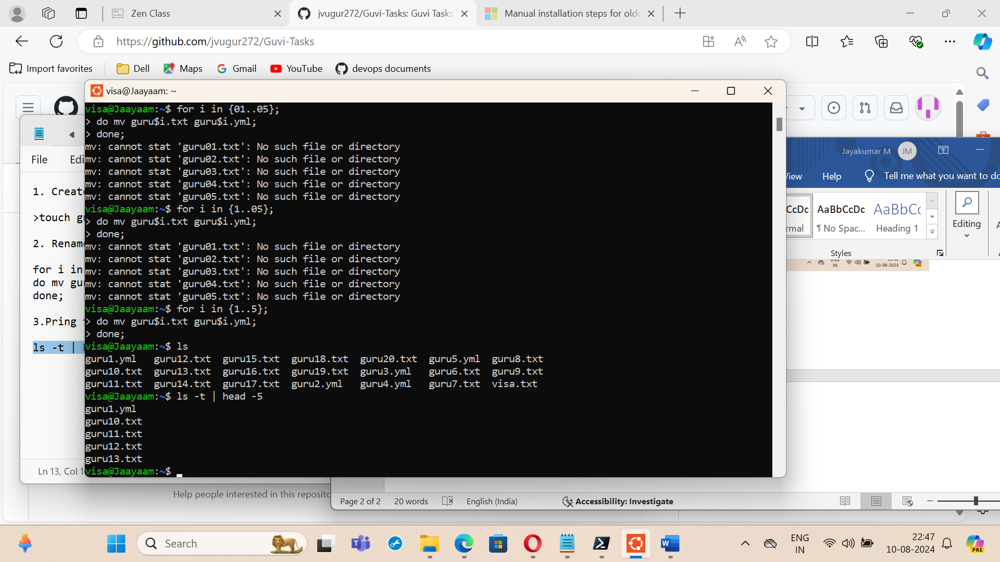 Zen Class
jvugur272/Guvi-Tasks: Guvi Tasks
Manual installation steps for olde
https://github.com/jvugur272/Guvi-Tasks
Import favorites
Dell
Maps
Gmail
YouTube
devops documents
visa@Jaayaam: ~
visa@Jaayaam:~$ for i in {01..05};
> do mv guru$i.txt guru$i.yml;
> done;
mv: cannot stat 'guru01.txt': No such file or directory
mv: cannot stat 'guru02.txt': No such file or directory
mv: cannot stat 'guru03.txt': No such file or directory
mv: cannot stat 'guru04.txt': No such file or directory
mv: cannot stat 'guru05.txt': No such file or directory
visa@Jaayaam:~$ for i in {1..05};
> do mv guru$i.txt guru$i.yml;
> done;
mv: cannot stat 'guru01.txt': No such file or directory
mv: cannot stat 'guru02.txt': No such file or directory
mv: cannot stat 'guru03.txt': No such file or directory
mv: cannot stat 'guru04.txt': No such file or directory
mv: cannot stat 'guru05.txt': No such file or directory
visa@Jaayaam:~$ for i in {1..5};
> do mv guru$i.txt guru$i.yml;
> done;
visa@Jaayaam:~$ ls
guru1.yml guru12.txt guru15.txt guru18.txt guru20.txt guru5.yml guru8.txt
guru10.txt guru13.txt guru16.txt guru19.txt guru3.yml guru6.txt guru9.txt
guru11.txt guru14.txt guru17.txt guru2.yml guru4.yml guru7.txt visa.txt
visa@Jaayaam:~$ ls -t | head -5
guru1.yml
guru10.txt
guru11.txt
guru12.txt
guru13.txt
visa@Jaayaam:~$
File Edi
1. Create
>touch gu
2. Rename
for i in
do mv gu
done;
3.Pring
ls -t |
Ln 13, Col 1
Help people interested in this reposito
Jayakumar M JM
iew Help Tell me what you want to do
CcDc AaBbCcDc AaBbCc
rmal ¶ No Spac... Heading 1
Styles
Editing
ENG
IN
10-08-2024
PRE
Page 2 of 2 20 words English (India) Accessibility: Investigate
Search
ENG
IN
22:47
10-08-2024
PRE